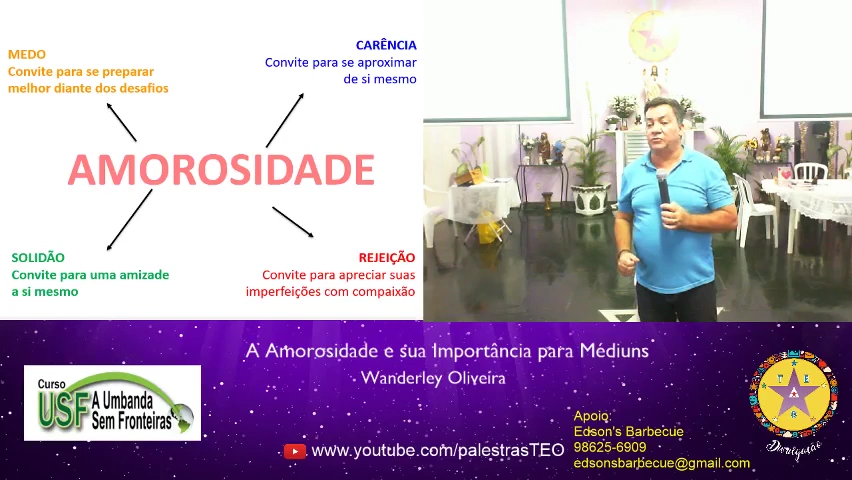 MEDO
Convite para se preparar
melhor diante dos desafios
CARÊNCIA
Convite para se aproximar
de si mesmo
AMOROSIDADE
SOLIDÃO
Convite para uma amizade
a si mesmo
REJEIÇÃO
Convite para apreciar suas
imperfeições com compaixão
A Amorosidade e sua Importância para Médiuns
Wanderley Oliveira
Curso
USF A Umbanda
Sem Fronteiras
www.youtube.com/palestrasTEO
Apoio:
Edson's Barbecue
98625-6909
edsonsbarbecue@gmail.com
T E
Divulgação